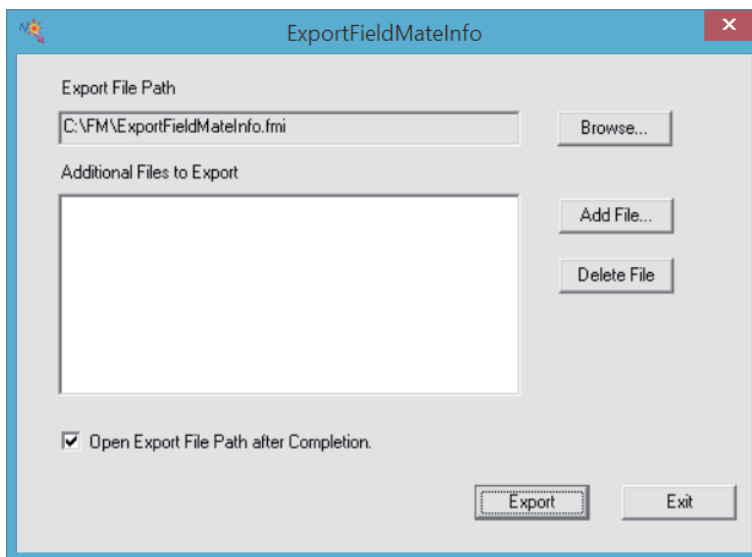 ExportFieldMateInfo
Export File Path
C:\FM\ExportFieldMateInfo.fmi
Browse...
Additional Files to Export
Add File...
Delete File
Open Export File Path after Completion.
Export
Exit